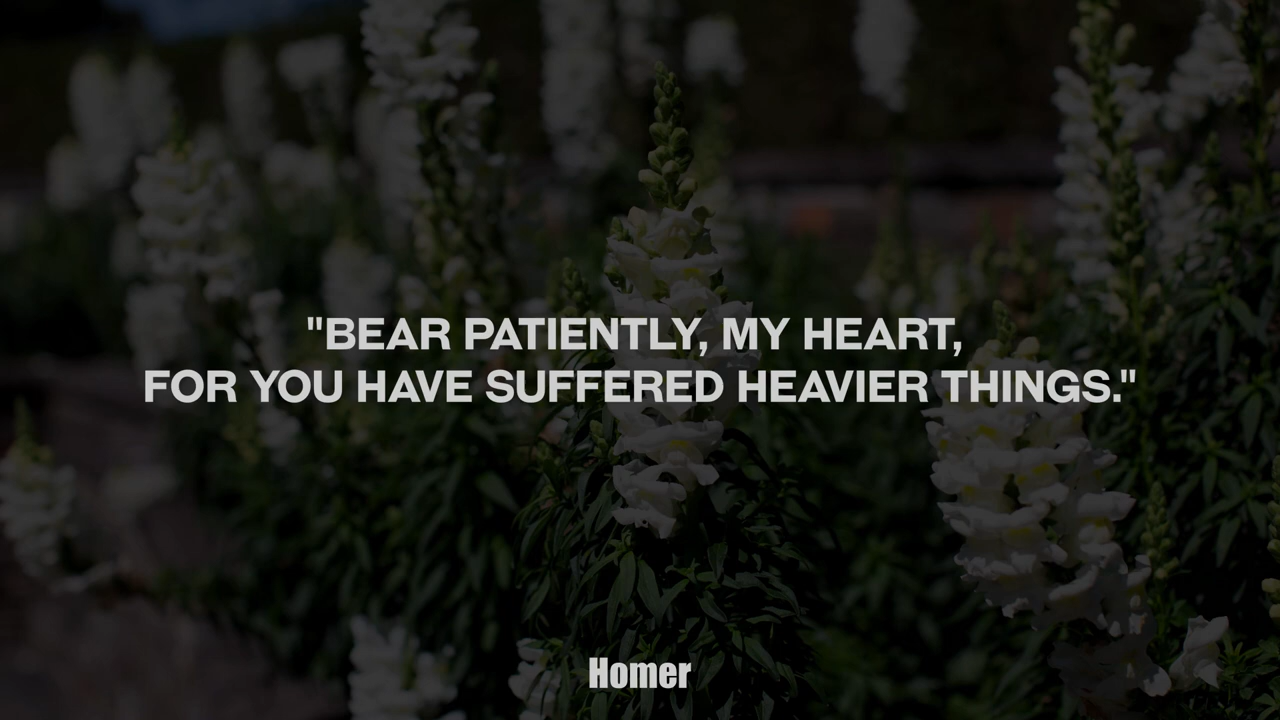 "BEAR PATIENTLY, MY HEART,
FOR YOU HAVE SUFFERED HEAVIER THINGS."
Homer